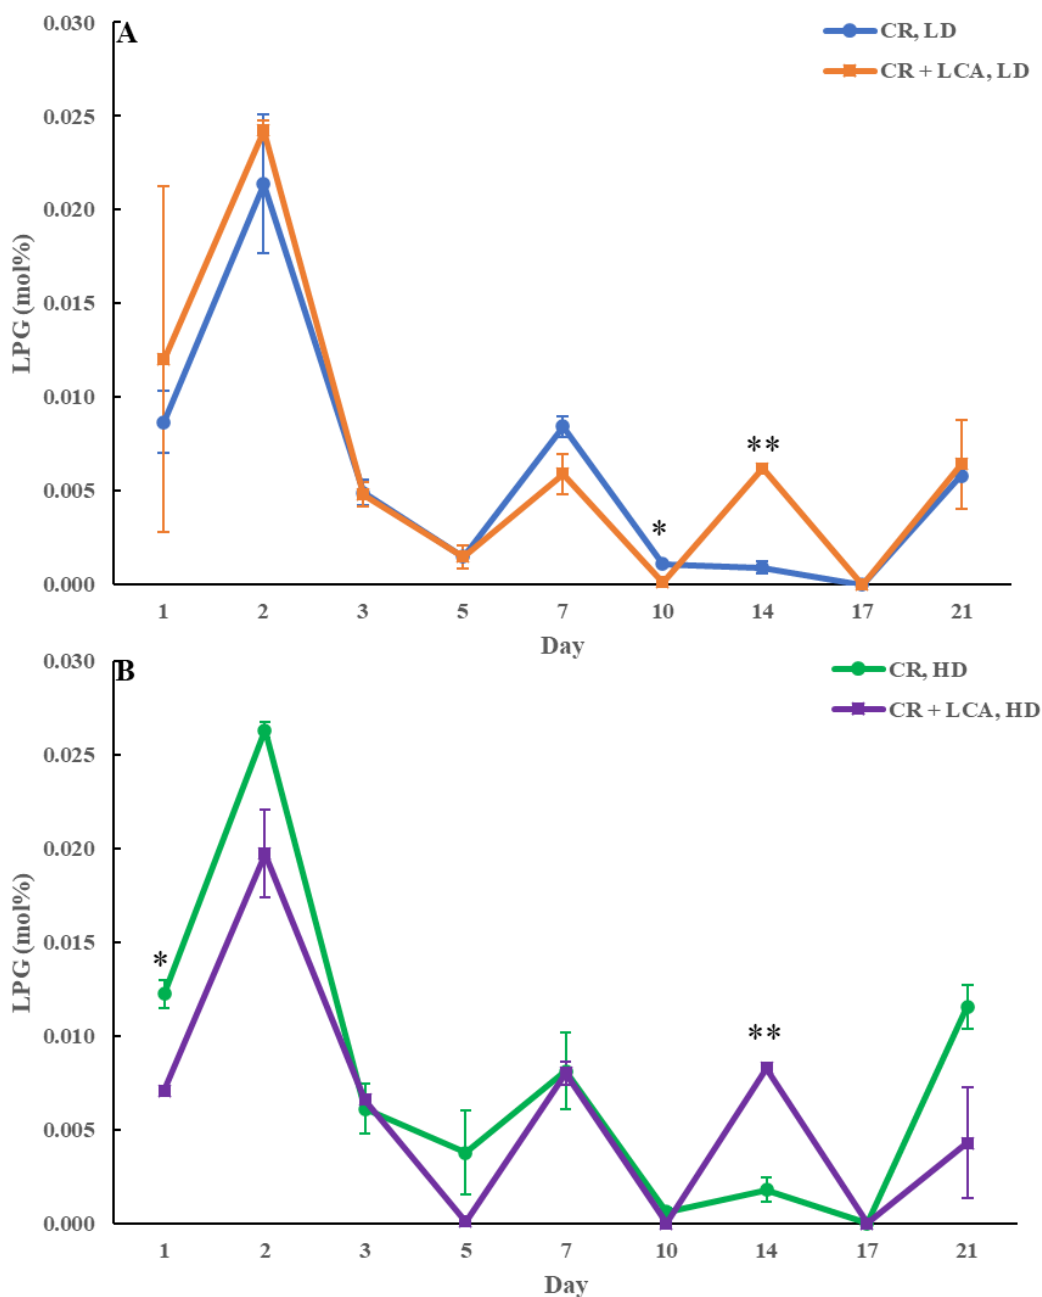 A
CR, LD
CR + LCA, LD
0.030
0.025
0.020
0.015
0.010
0.005
0.000
LPG (mol%)
*
**
1 2 3 5 7 10 14 17 21
Day
B
CR, HD
CR + LCA, HD
0.030
0.025
0.020
0.015
0.010
0.005
0.000
LPG (mol%)
*
**
1 2 3 5 7 10 14 17 21
Day